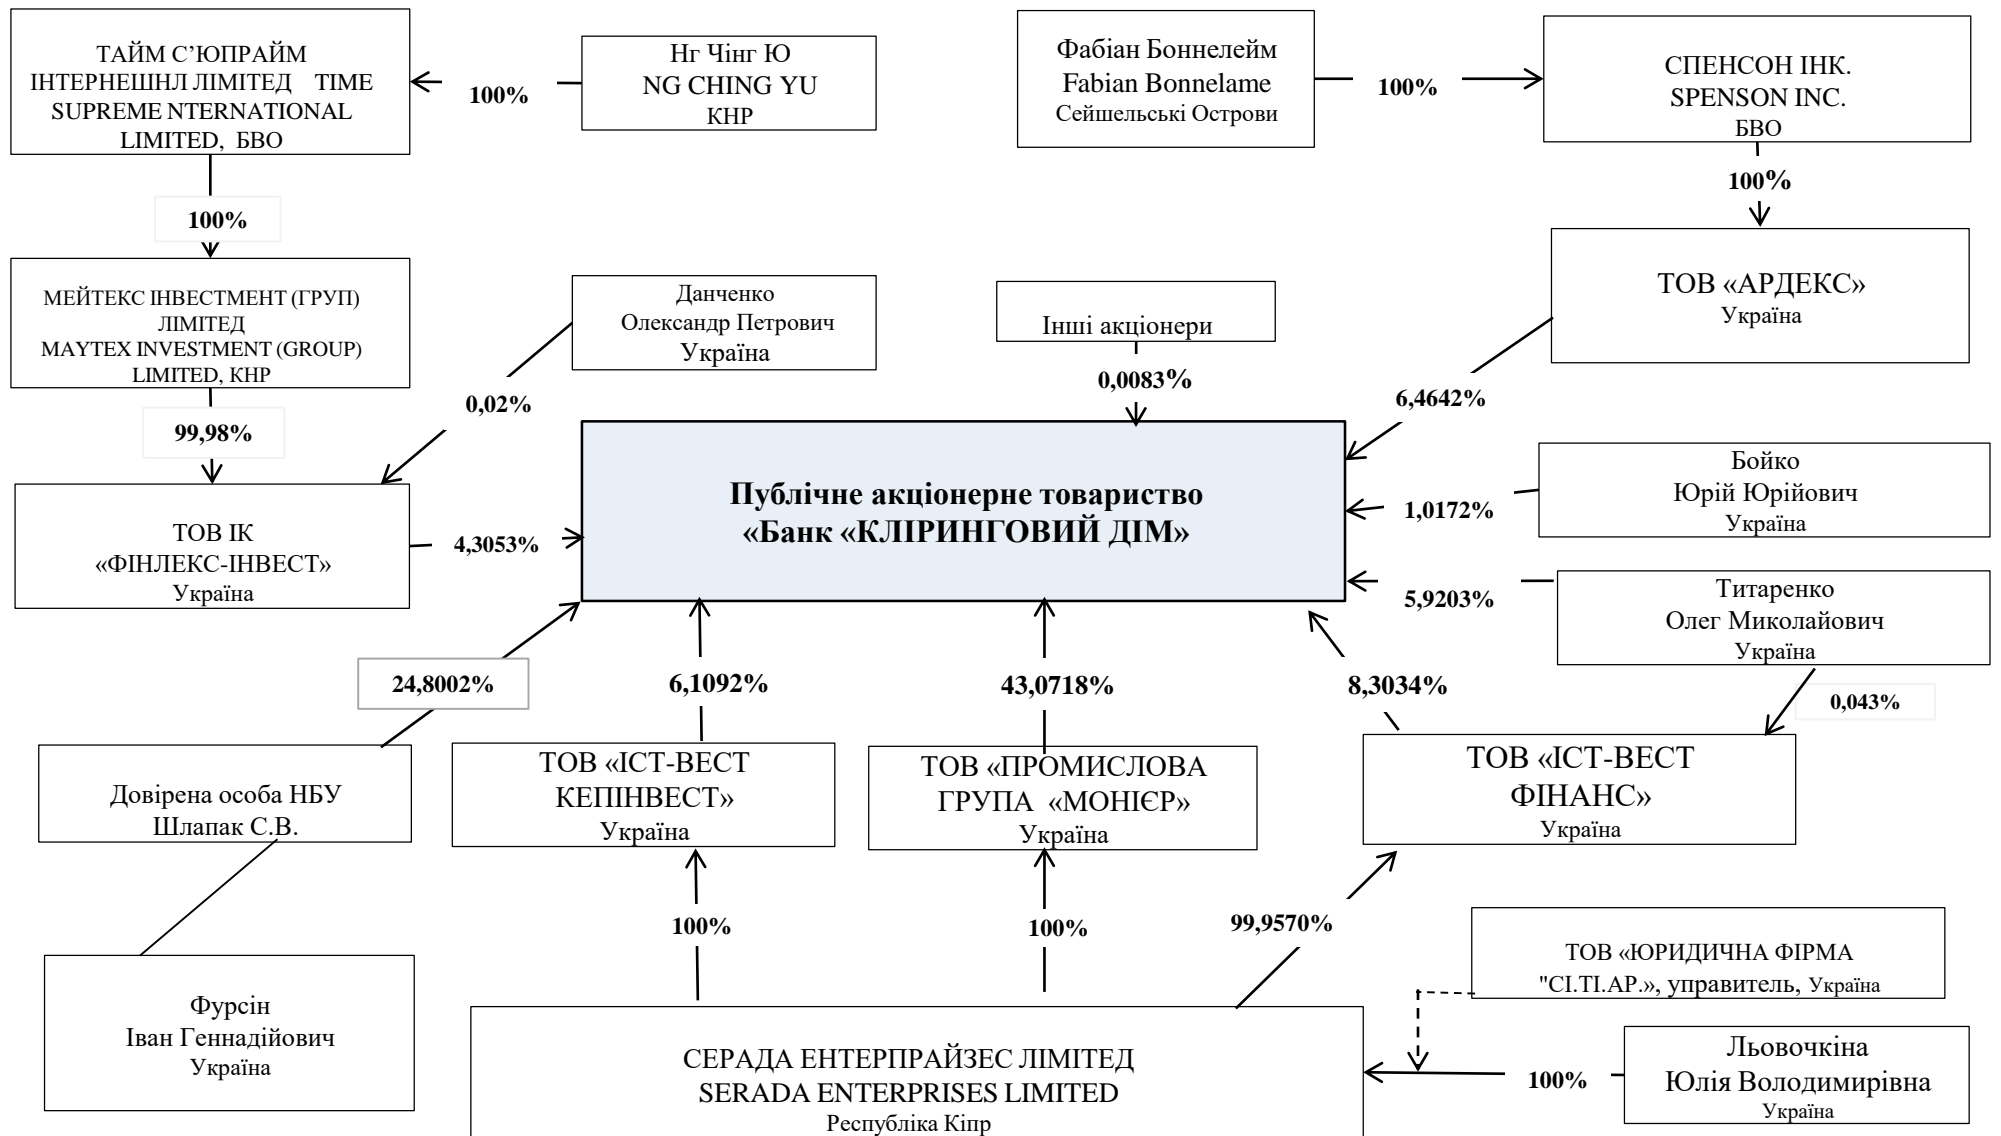 ТАЙМ С’ЮПРАЙМ
ІНТЕРНЕШНЛ ЛІМІТЕД TIME
SUPREME NTERNATIONAL
LIMITED, БВО
100%
Нг Чінг Ю
NG CHING YU
КНР
Фабіан Боннелейм
Fabian Bonnelame
Сейшельські Острови
100%
СПЕНСОН ІНК.
SPENSON INC.
БВО
100%
100%
МЕЙТЕКС ІНВЕСТМЕНТ (ГРУП)
ЛІМІТЕД
MAYTEX INVESTMENT (GROUP)
LIMITED, КНР
Данченко
Олександр Петрович
Україна
Інші акціонери
ТОВ «АРДЕКС»
Україна
0,02%
0,0083%
6,4642%
99,98%
ТОВ ІК
«ФІНЛЕКС-ІНВЕСТ»
Україна
4,3053%
Публічне акціонерне товариство
«Банк «КЛІРИНГОВИЙ ДІМ»
1,0172%
Бойко
Юрій Юрійович
Україна
5,9203%
Титаренко
Олег Миколайович
Україна
24,8002%
6,1092%
43,0718%
8,3034%
0,043%
Довірена особа НБУ
Шлапак С.В.
ТОВ «ІСТ-ВЕСТ
КЕПІНВЕСТ»
Україна
ТОВ «ПРОМИСЛОВА
ГРУПА «МОНІЄР»
Україна
ТОВ «ІСТ-ВЕСТ
ФІНАНС»
Україна
100%
100%
99,9570%
Фурсін
Іван Геннадійович
Україна
ТОВ «ЮРИДИЧНА ФІРМА
"СІ.ТІ.АР.», управитель, Україна
СЕРАДА ЕНТЕРПРАЙЗЕС ЛІМІТЕД
SERADA ENTERPRISES LIMITED
Республіка Кіпр
100%
Льовочкіна
Юлія Володимирівна
Україна